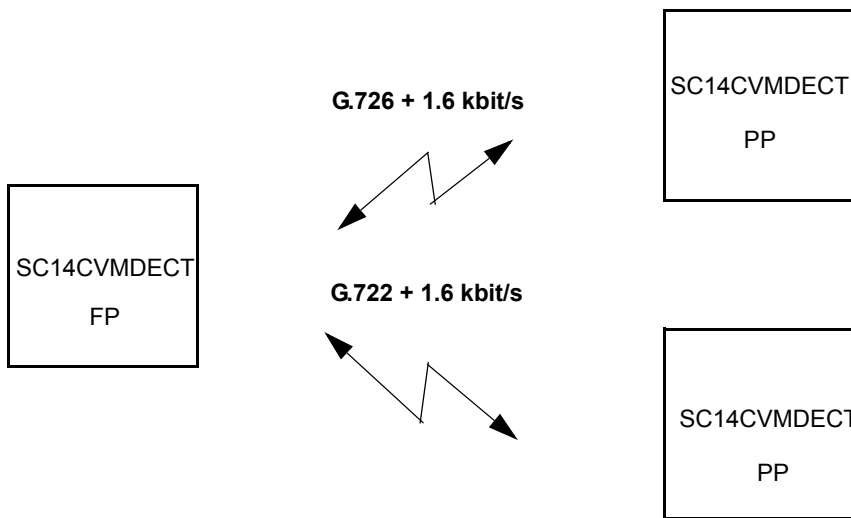 G.726 + 1.6 kbit/s
SC14CVMDECT
PP
SC14CVMDECT
FP
G.722 + 1.6 kbit/s
SC14CVMDECT
PP